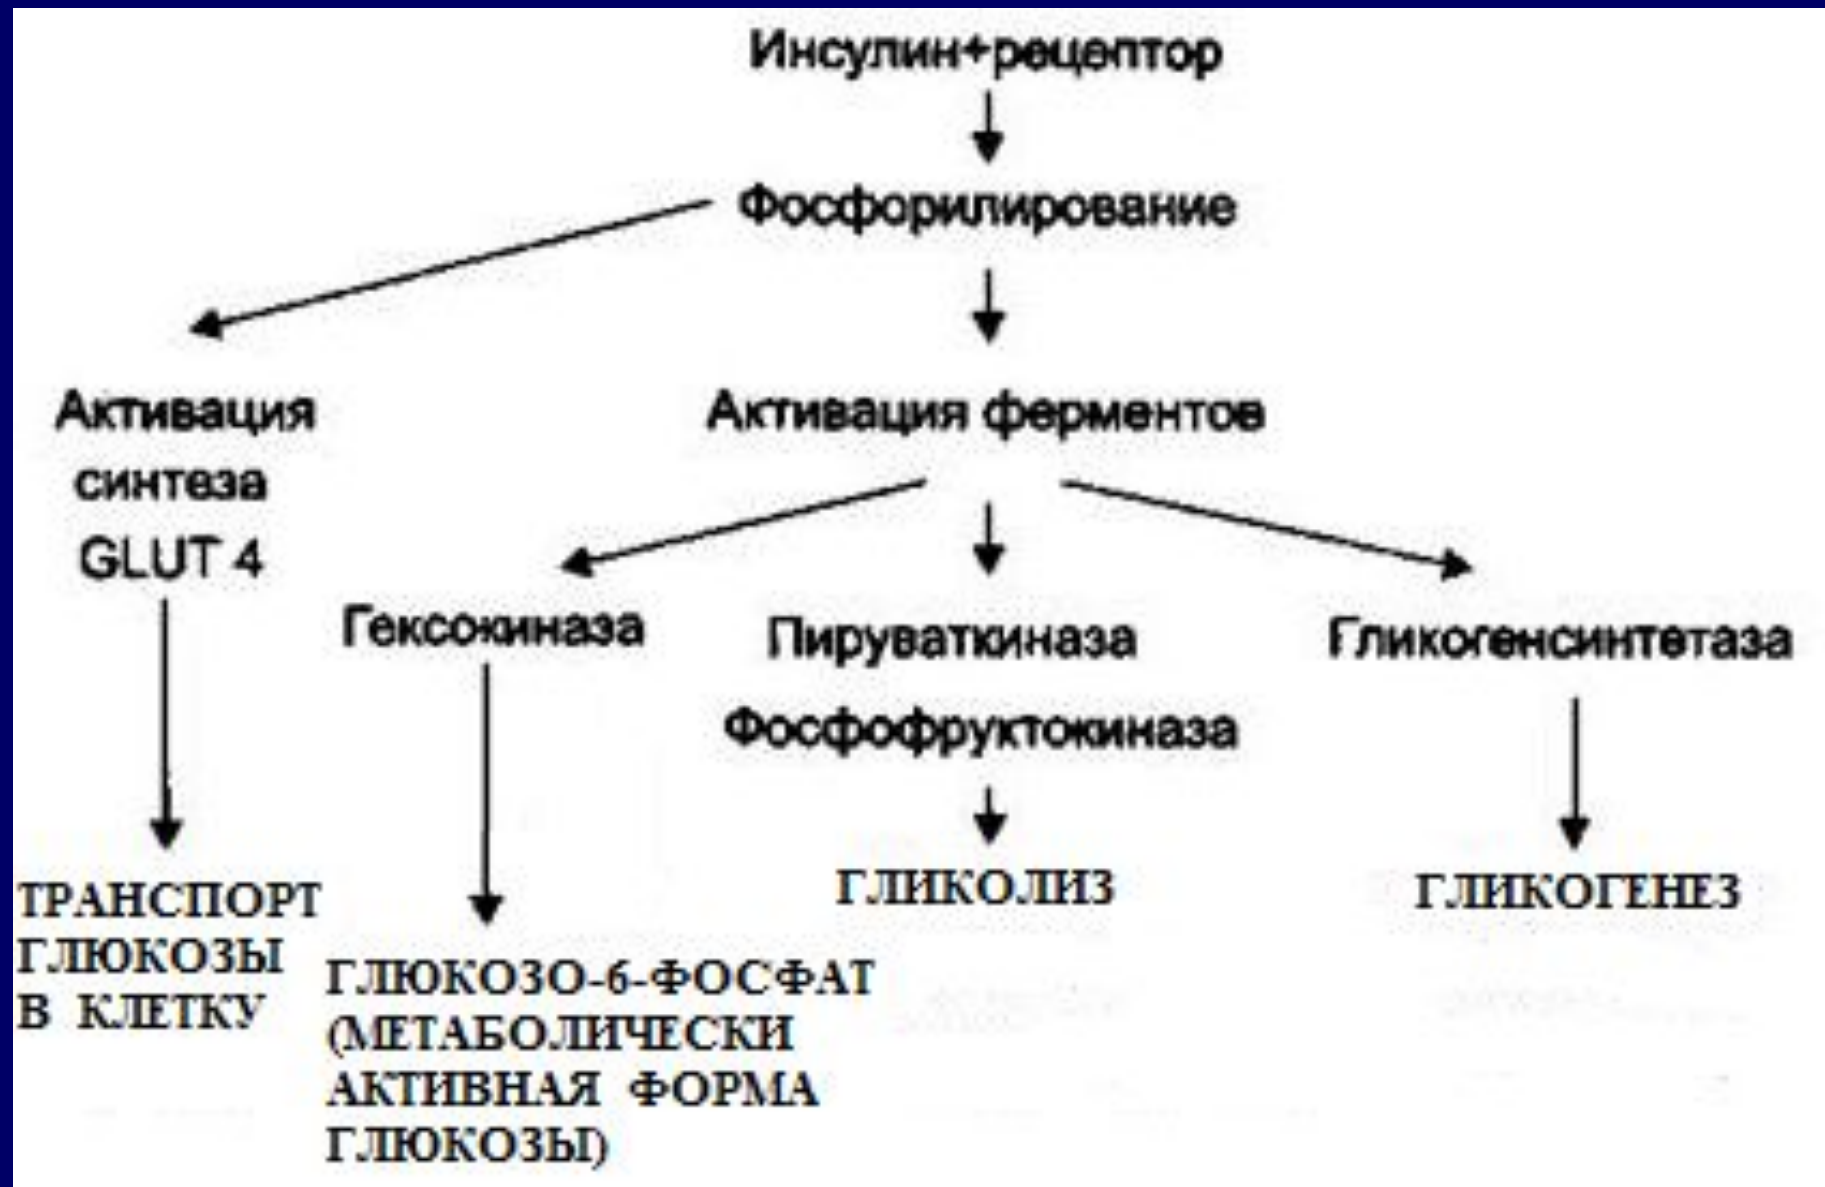 Инсулин+рецептор
Фосфорилирование
Активация
синтеза
GLUT 4
Активация ферментов
Гексокиназа
Пируваткиназа
Фосфофруктокиназа
Гликогенсинтетаза
ТРАНСПОРТ
ГЛЮКОЗЫ
В КЛЕТКУ
ГЛЮКОЗО-6-ФОСФАТ
(МЕТАБОЛИЧЕСКИ
АКТИВНАЯ ФОРМА
ГЛЮКОЗЫ)
ГЛИКОЛИЗ
ГЛИКОГЕНЕЗ